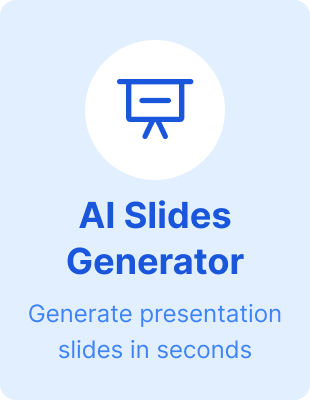 AI Slides
Generator
Generate presentation
slides in seconds